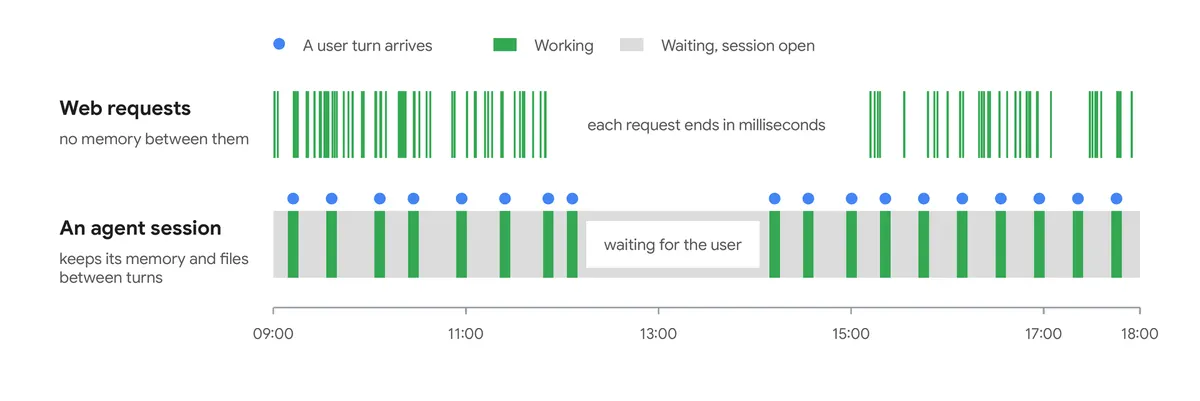 A user turn arrives
Working
Waiting, session open
Web requests
no memory between them
each request ends in milliseconds
An agent session
keeps its memory and files
between turns
waiting for the user
09:00
11:00
13:00
15:00
17:00
18:00